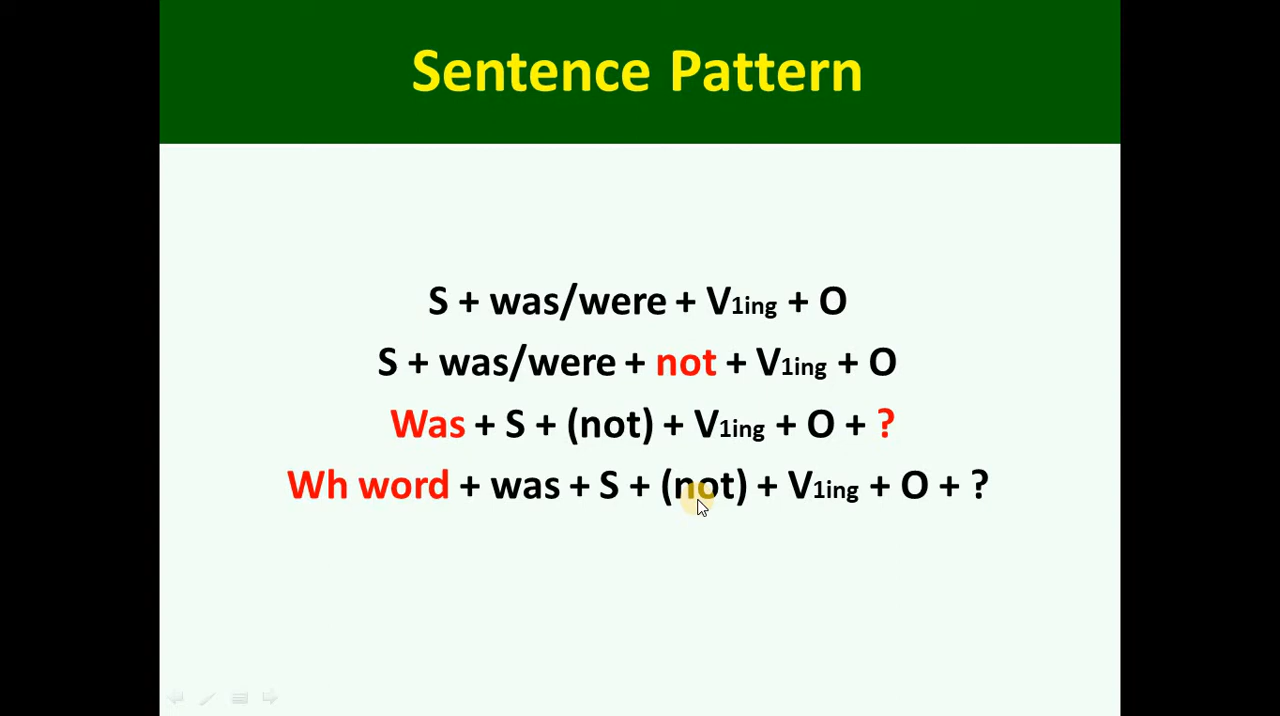 Sentence Pattern
S + was/were + V1ing + O
S + was/were + not + V1ing + O
Was + S + (not) + V1ing + O + ?
Wh word + was + S + (not) + V1ing + O + ?